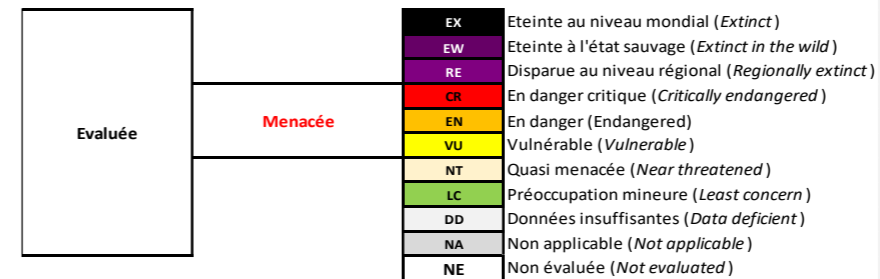 EX Eteinte au niveau mondial (Extinct)
EW Eteinte à l'état sauvage (Extinct in the wild)
RE Disparue au niveau régional (Regionally extinct)
CR En danger critique (Critically endangered)
Evaluée Menacée EN En danger (Endangered)
VU Vulnérable (Vulnerable)
NT Quasi menacée (Near threatened)
LC Préoccupation mineure (Least concern)
DD Données insuffisantes (Data deficient)
NA Non applicable (Not applicable)
NE Non évaluée (Not evaluated)